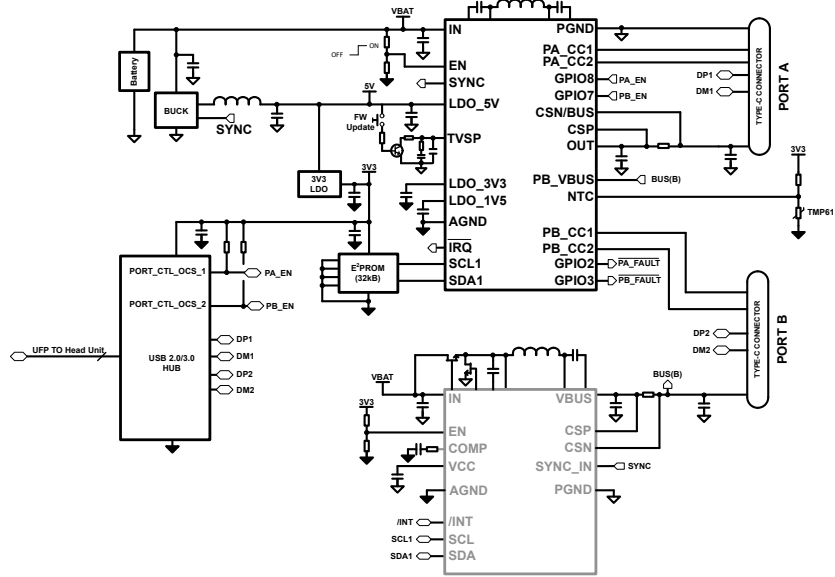 VBAT
IN
PGND
OFF
ON
Battery
EN
PA_CC1
PA_CC2
DP1
DM1
TYPE-C CONNECTOR
PORT A
SYNC
GPIO8
PA_EN
GPIO7
PB_EN
BUCK
SYNC
5V
LDO_5V
CSN/BUS
CSP
OUT
FW
Update
TVSP
3V3
3V3
LDO
3V3
LDO_3V3
PB_VBUS
BUS(B)
LDO_1V5
NTC
TMP61
AGND
IRQ
PB_CC1
PB_CC2
PORT_CTL_OCS_1
PA_EN
E²PROM
(32kB)
SCL1
SDA1
GPIO2
PA_FAULT
GPIO3
PB_FAULT
PORT_CTL_OCS_2
PB_EN
UFP TO Head Unit
USB 2.0/3.0
HUB
DP1
DM1
DP2
DM2
DP2
DM2
TYPE-C CONNECTOR
PORT B
VBAT
3V3
BUS(B)
IN
VBUS
EN
CSP
COMP
CSN
VCC
SYNC_IN
SYNC
AGND
PGND
/INT
/INT
SCL1
SCL
SDA1
SDA